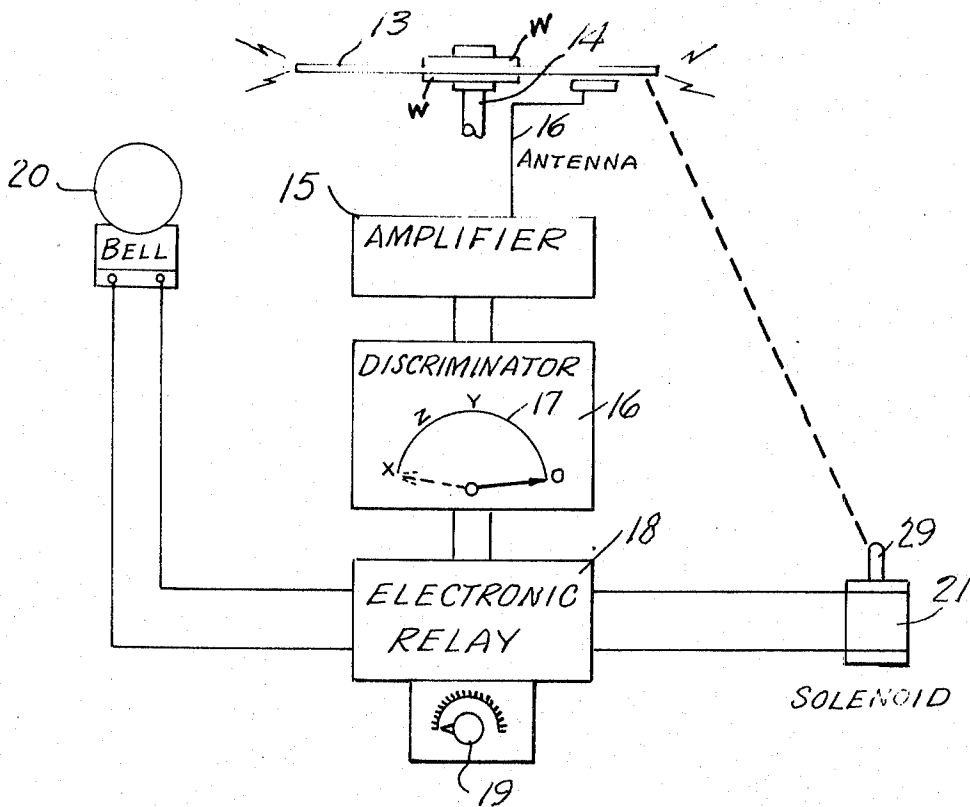 13
W
14
W
16
ANTENNA
20
BELL
15
AMPLIFIER
DISCRIMINATOR
Y
17
Z
16
X
O
18
ELECTRONIC
RELAY
29
21
SOLENOID
19